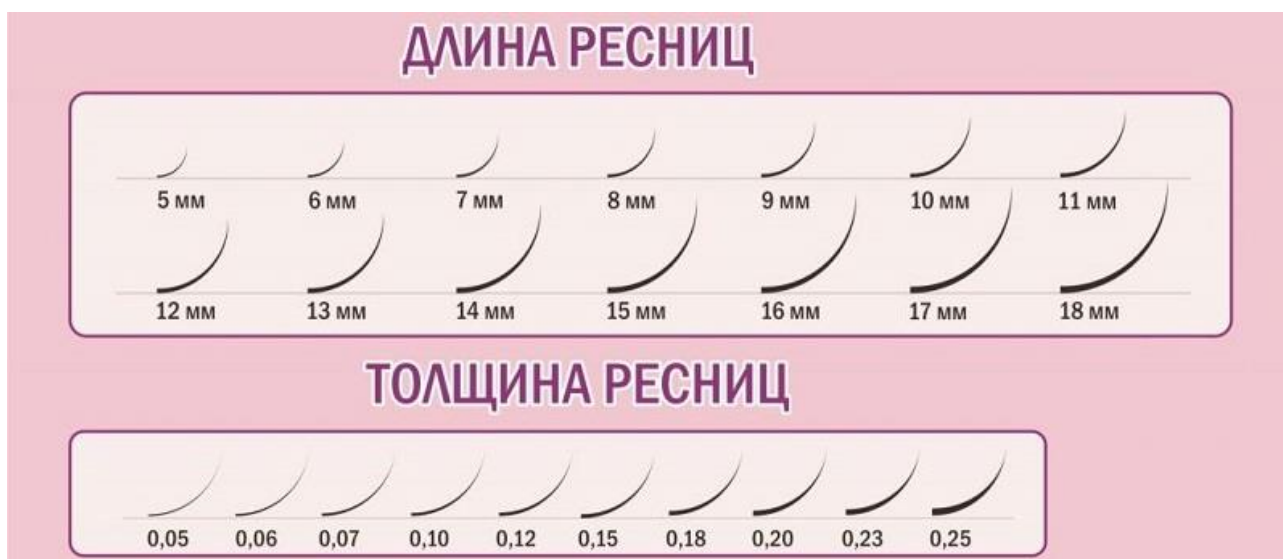 ДЛИНА РЕСНИЦ
5 мм 6 мм 7 мм 8 мм 9 мм 10 мм 11 мм
12 мм 13 мм 14 мм 15 мм 16 мм 17 мм 18 мм
ТОЛЩИНА РЕСНИЦ
0,05 0,06 0,07 0,10 0,12 0,15 0,18 0,20 0,23 0,25